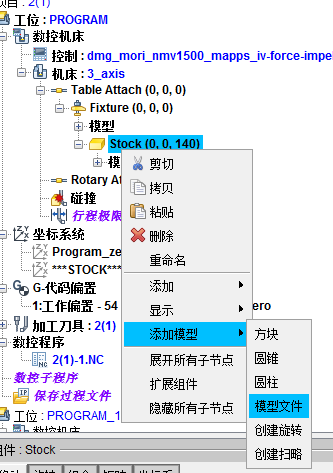 项目 : 2(1)
工位 : PROGRAM
数控机床
控制 : dmg_mori_nmv1500_mapps_iv-force-impel
机床 : 3_axis
Table Attach (0, 0, 0)
Fixture (0, 0, 0)
模型
Stock (0, 0, 140)
模
Rotary At
碰撞
行程极限
坐标系统
Program_ze
***STOCK***
G-代码偏置
1:工作偏置 - 54
ero
加工刀具 : 2(1)
数控程序
2(1)-1.NC
数控子程序
保存过程文件
工位 : PROGRAM_1
数控机床
剪切
拷贝
粘贴
删除
重命名
添加
显示
添加模型
展开所有子节点
扩展组件
隐藏所有子节点
方块
圆锥
圆柱
模型文件
创建旋转
创建扫略
组件 : Stock